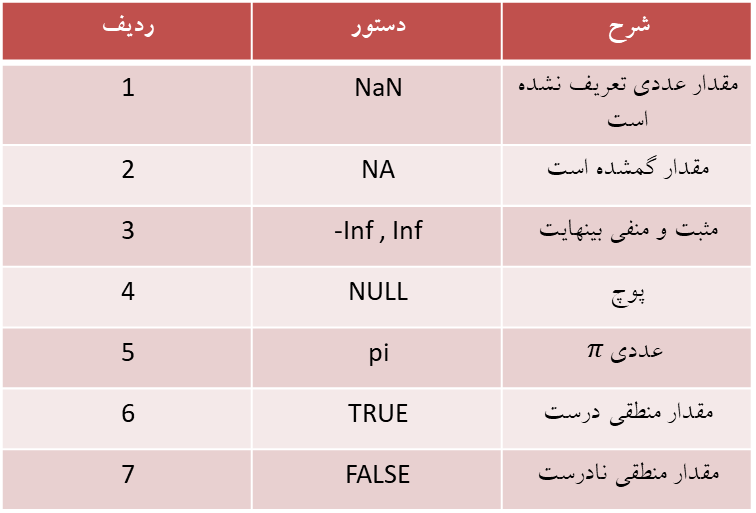 شرح دستور ردیف
مقدار عددی تعریف نشده
است NaN 1
مقدار گمشده است NA 2
مثبت و منفی بینهایت -Inf , Inf 3
پوچ NULL 4
عددی π pi 5
مقدار منطقی درست TRUE 6
مقدار منطقی نادرست FALSE 7